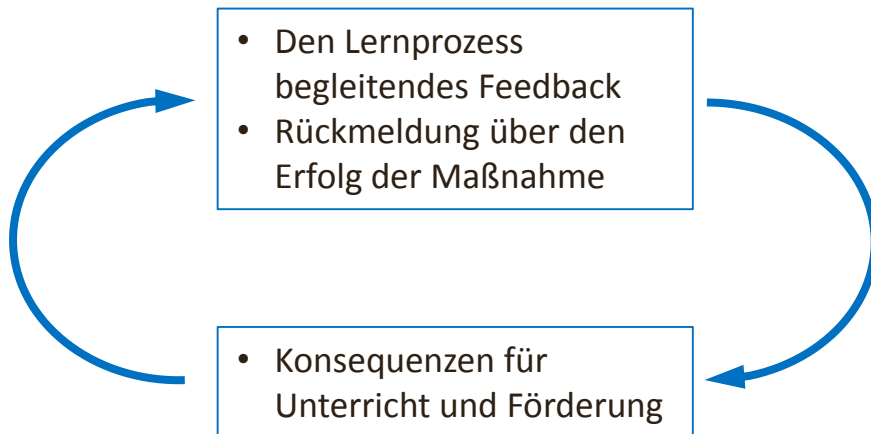 • Den Lernprozess
begleitendes Feedback
• Rückmeldung über den
Erfolg der Maßnahme
• Konsequenzen für
Unterricht und Förderung